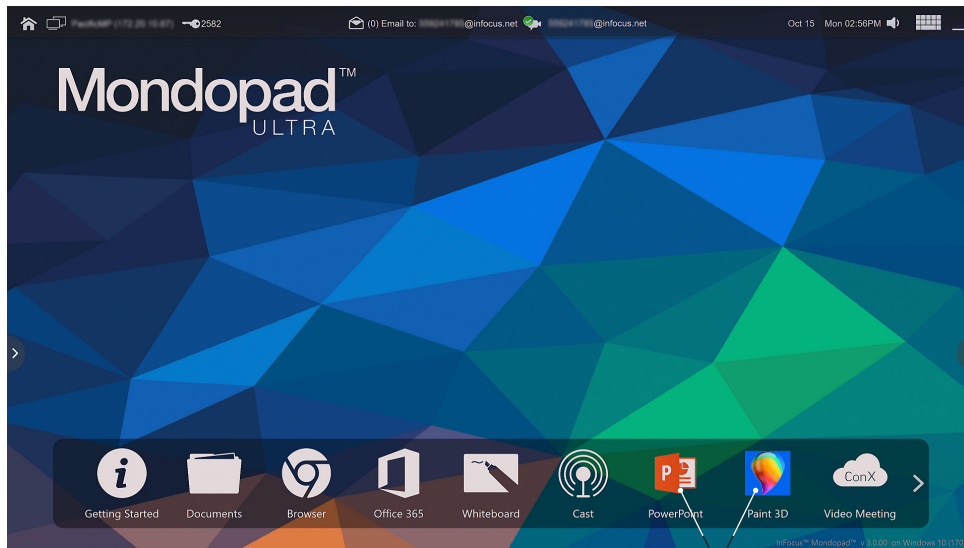 2582
(0) Email to: @infocus.net
@infocus.net
Oct 15 Mon 02:56PM
Mondopad™
ULTRA
i
P
ConX
Getting Started
Documents
Browser
Office 365
Whiteboard
Cast
PowerPoint
Paint 3D
Video Meeting
InFocus™ Mondopad™ v 3.0.00 on Windows 10 (170